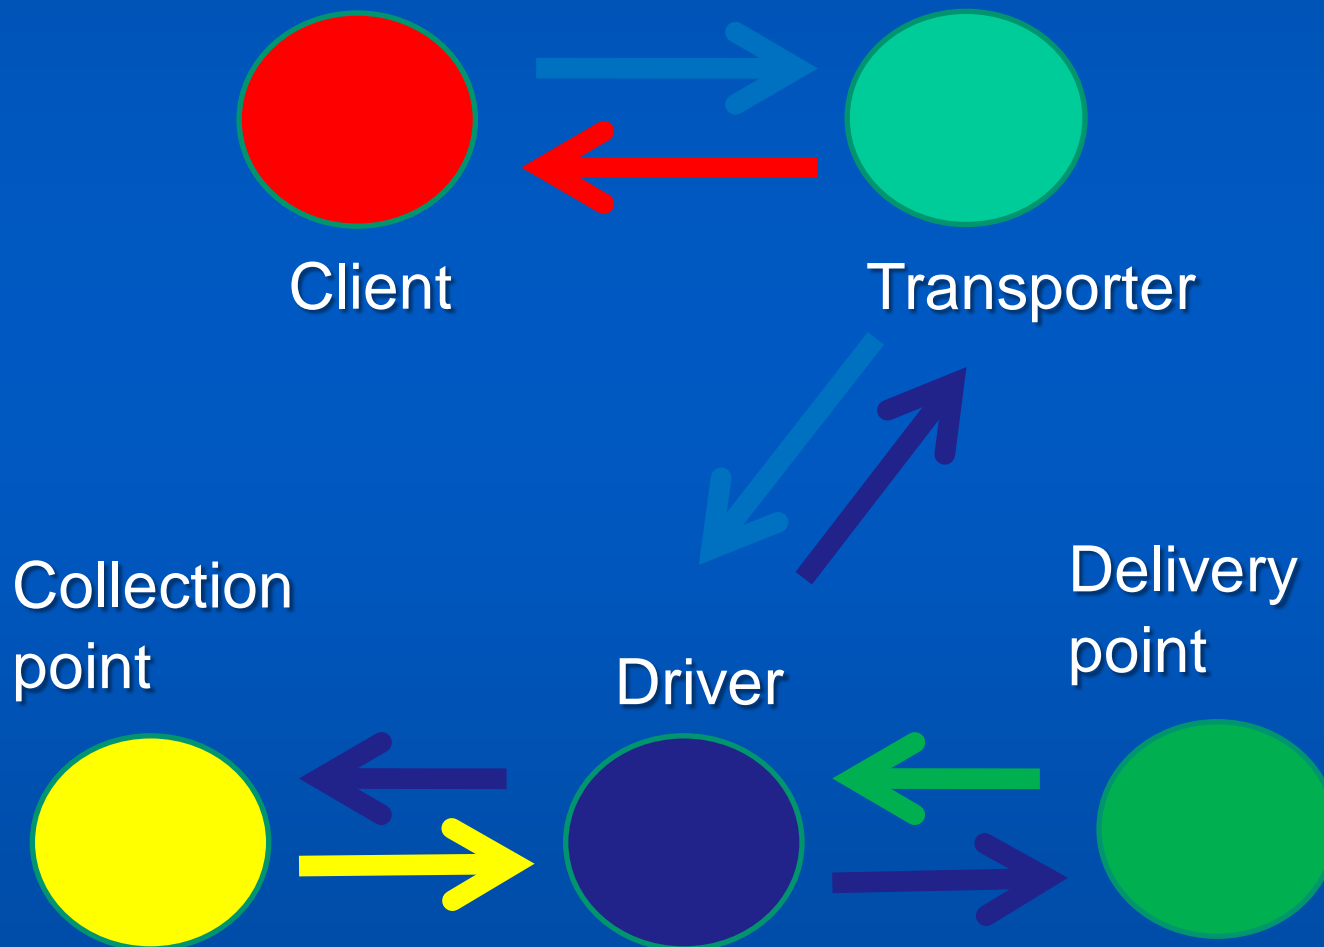 Client
Transporter
Collection
point
Driver
Delivery
point